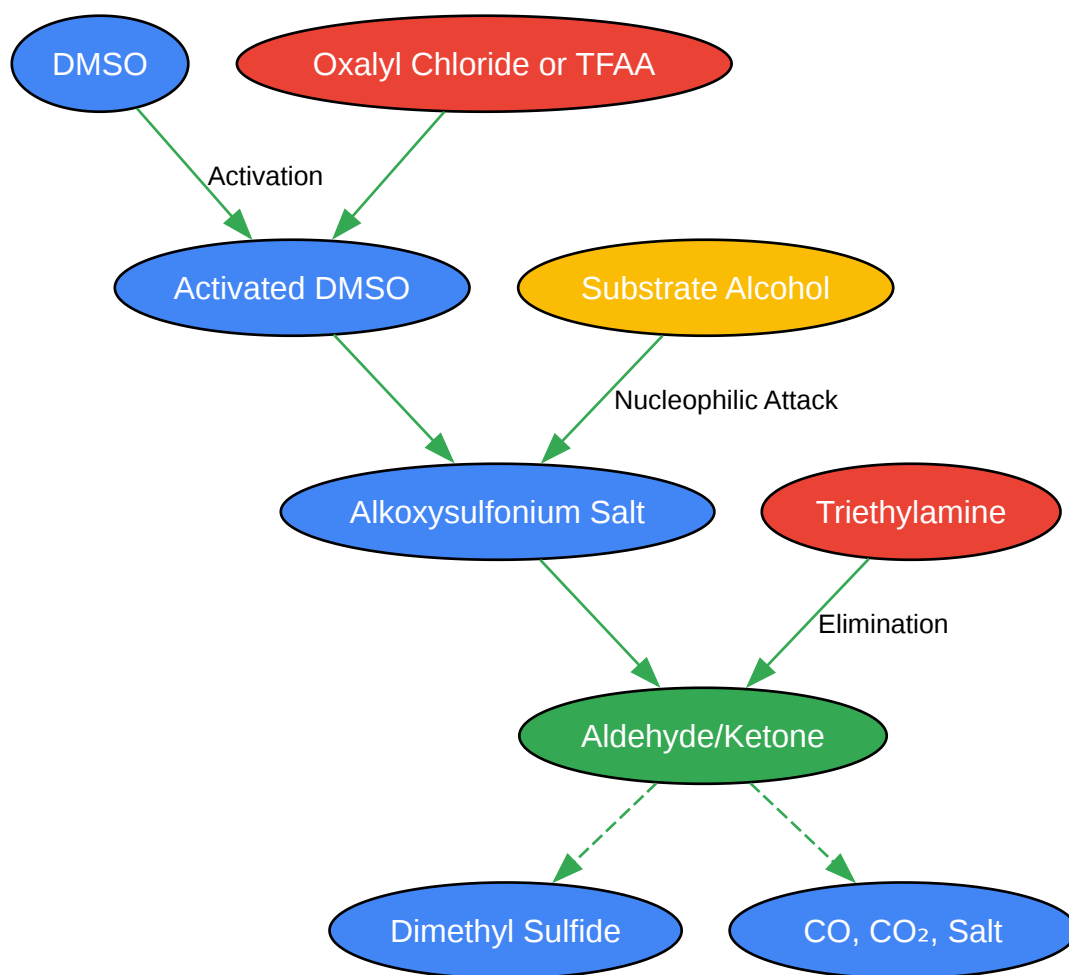 DMSO
Oxalyl Chloride or TFAA
Activation
Activated DMSO
Substrate Alcohol
Nucleophilic Attack
Alkoxysulfonium Salt
Triethylamine
Elimination
Aldehyde/Ketone
Dimethyl Sulfide
CO, CO₂, Salt